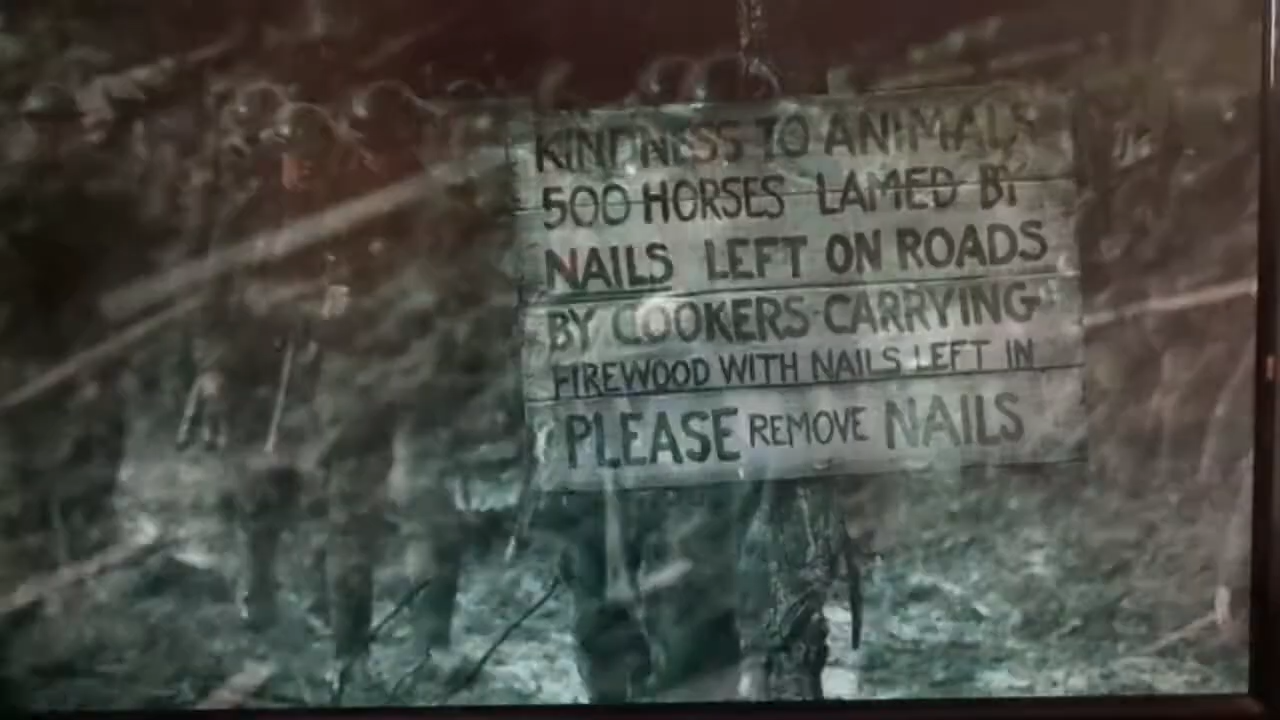 KINDNESS TO ANIMALS
500 HORSES LAMED BY
NAILS LEFT ON ROADS
BY COOKERS CARRYING
FIREWOOD WITH NAILS LEFT IN
PLEASE REMOVE NAILS